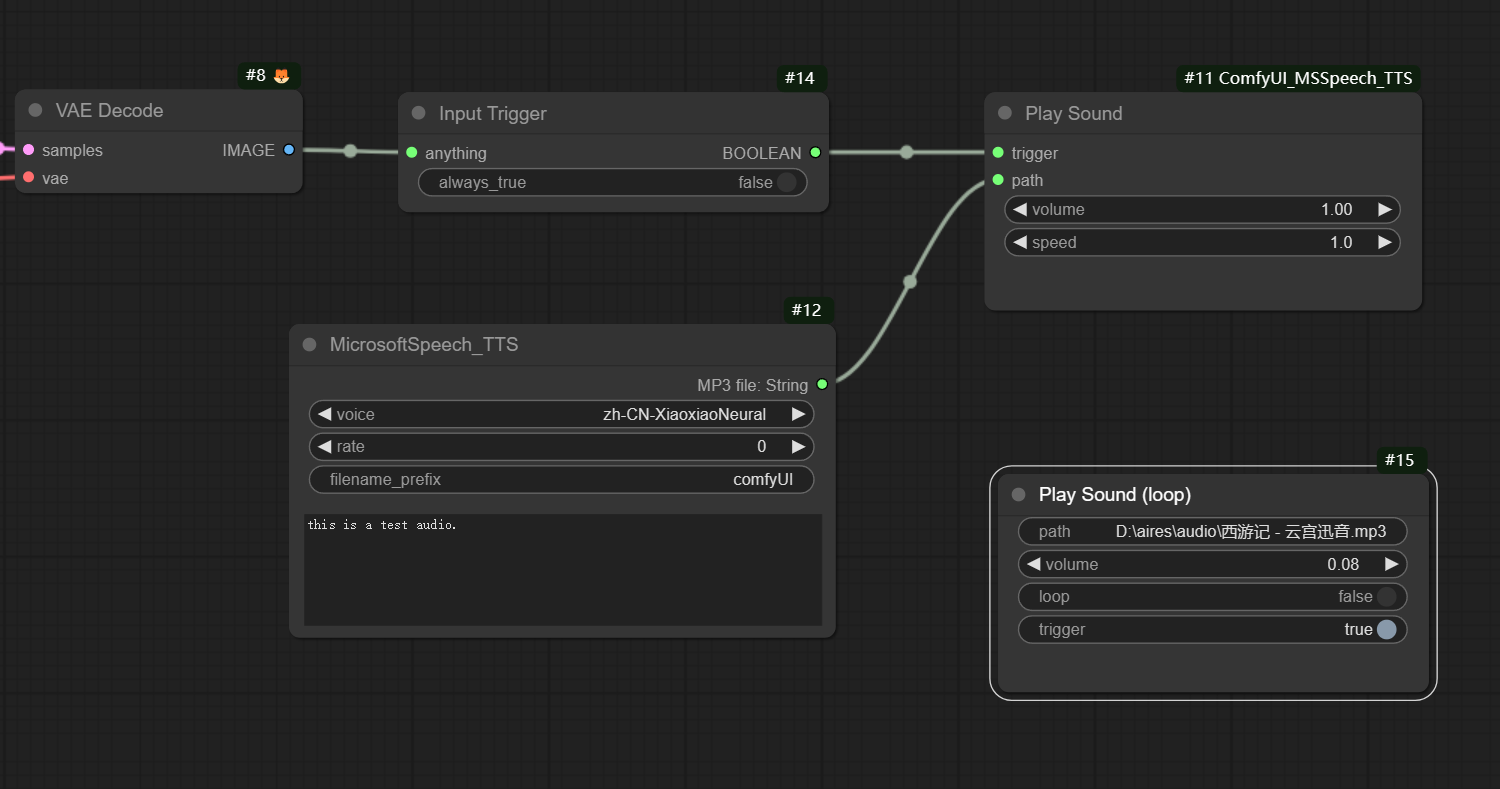 #8
VAE Decode
samples
IMAGE
vae
#14
Input Trigger
anything
BOOLEAN
always_true
false
#11 ComfyUI_MSSpeech_TTS
Play Sound
trigger
path
volume
1.00
speed
1.0
#12
MicrosoftSpeech_TTS
MP3 file: String
voice
zh-CN-XiaoxiaoNeural
rate
0
filename_prefix
comfyUI
this is a test audio.
#15
Play Sound (loop)
path
D:\aires\audio\西游记 - 云宫迅音.mp3
volume
0.08
loop
false
trigger
true